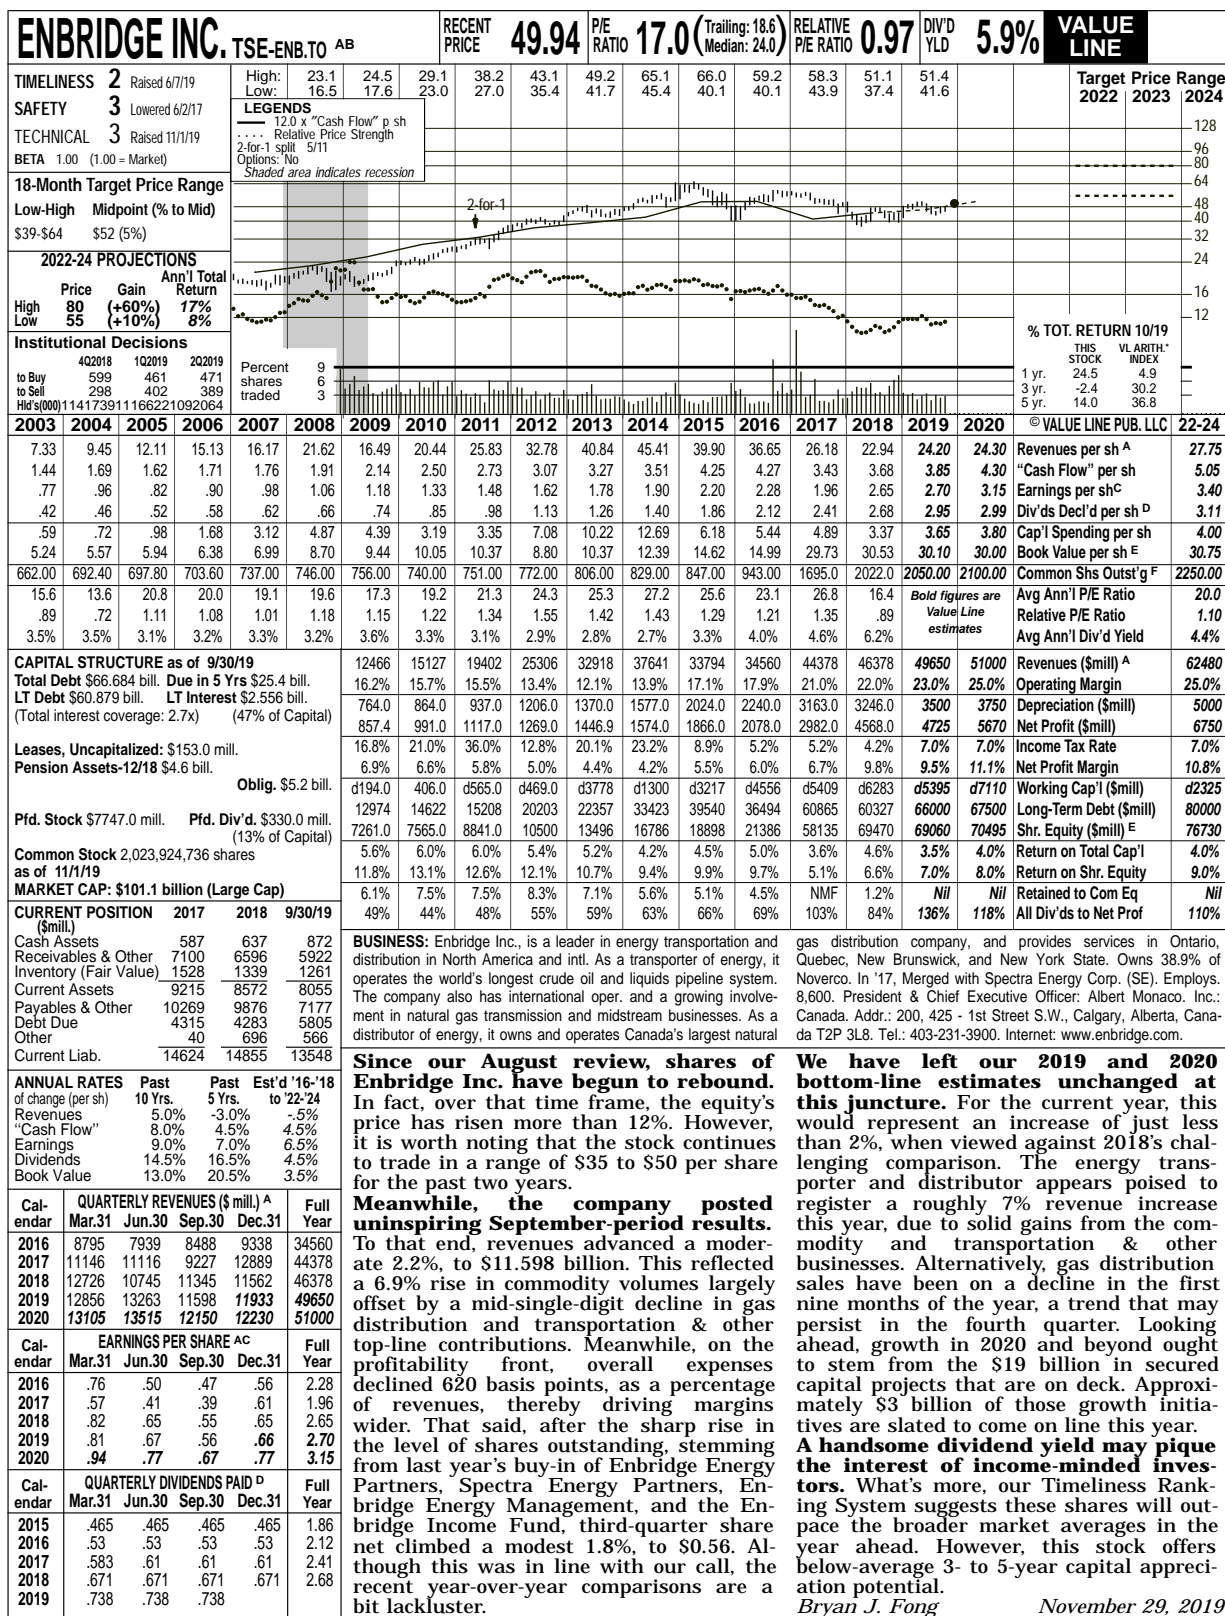 ENBRIDGE INC. TSE-ENB.TO AB
RECENT PRICE 49.94 P/E RATIO 17.0 (Trailing: 18.6 Median: 24.0) RELATIVE P/E RATIO 0.97 DIV'D YLD 5.9% VALUE LINE
TIMELINESS 2 Raised 6/7/19
SAFETY 3 Lowered 6/2/17
TECHNICAL 3 Raised 11/1/19
BETA 1.00 (1.00 = Market)
18-Month Target Price Range
Low-High Midpoint (% to Mid)
$39-$64 $52 (5%)
2022-24 PROJECTIONS
Ann'l Total
Price Gain Return
High 80 (+60%) 17%
Low 55 (+10%) 8%
Institutional Decisions
4Q2018 1Q2019 2Q2019
to Buy 599 461 471
to Sell 298 402 389
Hld's(000) 1141739 1116622 1092064
High: 23.1 24.5 29.1 38.2 43.1 49.2 65.1 66.0 59.2 58.3 51.1 51.4
Low: 16.5 17.6 23.0 27.0 35.4 41.7 45.4 40.1 40.1 43.9 37.4 41.6
LEGENDS
12.0 x "Cash Flow" p sh
. . . . Relative Price Strength
2-for-1 split 5/11
Options: No
Shaded area indicates recession
2-for-1
Target Price Range
2022 2023 2024
128
96
80
64
48
40
32
24
16
12
Percent shares traded
9
6
3
% TOT. RETURN 10/19
THIS STOCK VL ARITH.* INDEX
1 yr. 24.5 4.9
3 yr. -2.4 30.2
5 yr. 14.0 36.8
2003 2004 2005 2006 2007 2008 2009 2010 2011 2012 2013 2014 2015 2016 2017 2018 2019 2020 © VALUE LINE PUB. LLC 22-24
7.33 9.45 12.11 15.13 16.17 21.62 16.49 20.44 25.83 32.78 40.84 45.41 39.90 36.65 26.18 22.94 24.20 24.30 Revenues per sh A 27.75
1.44 1.69 1.62 1.71 1.76 1.91 2.14 2.50 2.73 3.07 3.27 3.51 4.25 4.27 3.43 3.68 3.85 4.30 "Cash Flow" per sh 5.05
.77 .96 .82 .90 .98 1.06 1.18 1.33 1.48 1.62 1.78 1.90 2.20 2.28 1.96 2.65 2.70 3.15 Earnings per sh C 3.40
.42 .46 .52 .58 .62 .66 .74 .85 .98 1.13 1.26 1.40 1.86 2.12 2.41 2.68 2.95 2.99 Div'ds Decl'd per sh D 3.11
.59 .72 .98 1.68 3.12 4.87 4.39 3.19 3.35 7.08 10.22 12.69 6.18 5.44 4.89 3.37 3.65 3.80 Cap'l Spending per sh 4.00
5.24 5.57 5.94 6.38 6.99 8.70 9.44 10.05 10.37 8.80 10.37 12.39 14.62 14.99 29.73 30.53 30.10 30.00 Book Value per sh E 30.75
662.00 692.40 697.80 703.60 737.00 746.00 756.00 740.00 751.00 772.00 806.00 829.00 847.00 943.00 1695.0 2022.0 2050.00 2100.00 Common Shs Outst'g F 2250.00
15.6 13.6 20.8 20.0 19.1 19.6 17.3 19.2 21.3 24.3 25.3 27.2 25.6 23.1 26.8 16.4 Bold figures are Avg Ann'l P/E Ratio 20.0
.89 .72 1.11 1.08 1.01 1.18 1.15 1.22 1.34 1.55 1.42 1.43 1.29 1.21 1.35 .89 Value Line Relative P/E Ratio 1.10
3.5% 3.5% 3.1% 3.2% 3.3% 3.2% 3.6% 3.3% 3.1% 2.9% 2.8% 2.7% 3.3% 4.0% 4.6% 6.2% estimates Avg Ann'l Div'd Yield 4.4%
CAPITAL STRUCTURE as of 9/30/19
Total Debt $66.684 bill. Due in 5 Yrs $25.4 bill.
LT Debt $60.879 bill. LT Interest $2.556 bill.
(Total interest coverage: 2.7x) (47% of Capital)
Leases, Uncapitalized: $153.0 mill.
Pension Assets-12/18 $4.6 bill.
Oblig. $5.2 bill.
Pfd. Stock $7747.0 mill. Pfd. Div'd. $330.0 mill.
(13% of Capital)
Common Stock 2,023,924,736 shares
as of 11/1/19
MARKET CAP: $101.1 billion (Large Cap)
12466 15127 19402 25306 32918 37641 33794 34560 44378 46378 49650 51000 Revenues ($mill) A 62480
16.2% 15.7% 15.5% 13.4% 12.1% 13.9% 17.1% 17.9% 21.0% 22.0% 23.0% 25.0% Operating Margin 25.0%
764.0 864.0 937.0 1206.0 1370.0 1577.0 2024.0 2240.0 3163.0 3246.0 3500 3750 Depreciation ($mill) 5000
857.4 991.0 1117.0 1269.0 1446.9 1574.0 1866.0 2078.0 2982.0 4568.0 4725 5670 Net Profit ($mill) 6750
16.8% 21.0% 36.0% 12.8% 20.1% 23.2% 8.9% 5.2% 5.2% 4.2% 7.0% 7.0% Income Tax Rate 7.0%
6.9% 6.6% 5.8% 5.0% 4.4% 4.2% 5.5% 6.0% 6.7% 9.8% 9.5% 11.1% Net Profit Margin 10.8%
d194.0 406.0 d565.0 d469.0 d3778 d1300 d3217 d4556 d5409 d6283 d5395 d7110 Working Cap'l ($mill) d2325
12974 14622 15208 20203 22357 33423 39540 36494 60865 60327 66000 67500 Long-Term Debt ($mill) 80000
7261.0 7565.0 8841.0 10500 13496 16786 18898 21386 58135 69470 69060 70495 Shr. Equity ($mill) E 76730
5.6% 6.0% 6.0% 5.4% 5.2% 4.2% 4.5% 5.0% 3.6% 4.6% 3.5% 4.0% Return on Total Cap'l 4.0%
11.8% 13.1% 12.6% 12.1% 10.7% 9.4% 9.9% 9.7% 5.1% 6.6% 7.0% 8.0% Return on Shr. Equity 9.0%
6.1% 7.5% 7.5% 8.3% 7.1% 5.6% 5.1% 4.5% NMF 1.2% Nil Nil Retained to Com Eq Nil
49% 44% 48% 55% 59% 63% 66% 69% 103% 84% 136% 118% All Div'ds to Net Prof 110%
CURRENT POSITION 2017 2018 9/30/19
($mill.)
Cash Assets 587 637 872
Receivables & Other 7100 6596 5922
Inventory (Fair Value) 1528 1339 1261
Current Assets 9215 8572 8055
Payables & Other 10269 9876 7177
Debt Due 4315 4283 5805
Other 40 696 566
Current Liab. 14624 14855 13548
ANNUAL RATES Past Past Est'd '16-'18
of change (per sh) 10 Yrs. 5 Yrs. to '22-'24
Revenues 5.0% -3.0% -.5%
"Cash Flow" 8.0% 4.5% 4.5%
Earnings 9.0% 7.0% 6.5%
Dividends 14.5% 16.5% 4.5%
Book Value 13.0% 20.5% 3.5%
Cal-endar QUARTERLY REVENUES ($ mill.) A Full Year
Mar.31 Jun.30 Sep.30 Dec.31
2016 8795 7939 8488 9338 34560
2017 11146 11116 9227 12889 44378
2018 12726 10745 11345 11562 46378
2019 12856 13263 11598 11933 49650
2020 13105 13515 12150 12230 51000
Cal-endar EARNINGS PER SHARE AC Full Year
Mar.31 Jun.30 Sep.30 Dec.31
2016 .76 .50 .47 .56 2.28
2017 .57 .41 .39 .61 1.96
2018 .82 .65 .55 .65 2.65
2019 .81 .67 .56 .66 2.70
2020 .94 .77 .67 .77 3.15
Cal-endar QUARTERLY DIVIDENDS PAID D Full Year
Mar.31 Jun.30 Sep.30 Dec.31
2015 .465 .465 .465 .465 1.86
2016 .53 .53 .53 .53 2.12
2017 .583 .61 .61 .61 2.41
2018 .671 .671 .671 .671 2.68
2019 .738 .738 .738
BUSINESS: Enbridge Inc., is a leader in energy transportation and
distribution in North America and intl. As a transporter of energy, it
operates the world's longest crude oil and liquids pipeline system.
The company also has international oper. and a growing involve-
ment in natural gas transmission and midstream businesses. As a
distributor of energy, it owns and operates Canada's largest natural
gas distribution company, and provides services in Ontario,
Quebec, New Brunswick, and New York State. Owns 38.9% of
Noverco. In '17, Merged with Spectra Energy Corp. (SE). Employs.
8,600. President & Chief Executive Officer: Albert Monaco. Inc.:
Canada. Addr.: 200, 425 - 1st Street S.W., Calgary, Alberta, Cana-
da T2P 3L8. Tel.: 403-231-3900. Internet: www.enbridge.com.
Since our August review, shares of
Enbridge Inc. have begun to rebound.
In fact, over that time frame, the equity's
price has risen more than 12%. However,
it is worth noting that the stock continues
to trade in a range of $35 to $50 per share
for the past two years.
Meanwhile, the company posted
uninspiring September-period results.
To that end, revenues advanced a moder-
ate 2.2%, to $11.598 billion. This reflected
a 6.9% rise in commodity volumes largely
offset by a mid-single-digit decline in gas
distribution and transportation & other
top-line contributions. Meanwhile, on the
profitability front, overall expenses
declined 620 basis points, as a percentage
of revenues, thereby driving margins
wider. That said, after the sharp rise in
the level of shares outstanding, stemming
from last year's buy-in of Enbridge Energy
Partners, Spectra Energy Partners, En-
bridge Energy Management, and the En-
bridge Income Fund, third-quarter share
net climbed a modest 1.8%, to $0.56. Al-
though this was in line with our call, the
recent year-over-year comparisons are a
bit lackluster.
We have left our 2019 and 2020
bottom-line estimates unchanged at
this juncture. For the current year, this
would represent an increase of just less
than 2%, when viewed against 2018's chal-
lenging comparison. The energy trans-
porter and distributor appears poised to
register a roughly 7% revenue increase
this year, due to solid gains from the com-
modity and transportation & other
businesses. Alternatively, gas distribution
sales have been on a decline in the first
nine months of the year, a trend that may
persist in the fourth quarter. Looking
ahead, growth in 2020 and beyond ought
to stem from the $19 billion in secured
capital projects that are on deck. Approxi-
mately $3 billion of those growth initia-
tives are slated to come on line this year.
A handsome dividend yield may pique
the interest of income-minded inves-
tors. What's more, our Timeliness Rank-
ing System suggests these shares will out-
pace the broader market averages in the
year ahead. However, this stock offers
below-average 3- to 5-year capital appreci-
ation potential.
Bryan J. Fong November 29, 2019